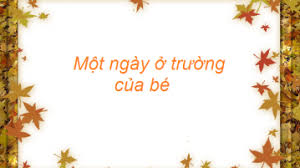 Một ngày ở trường
của bé